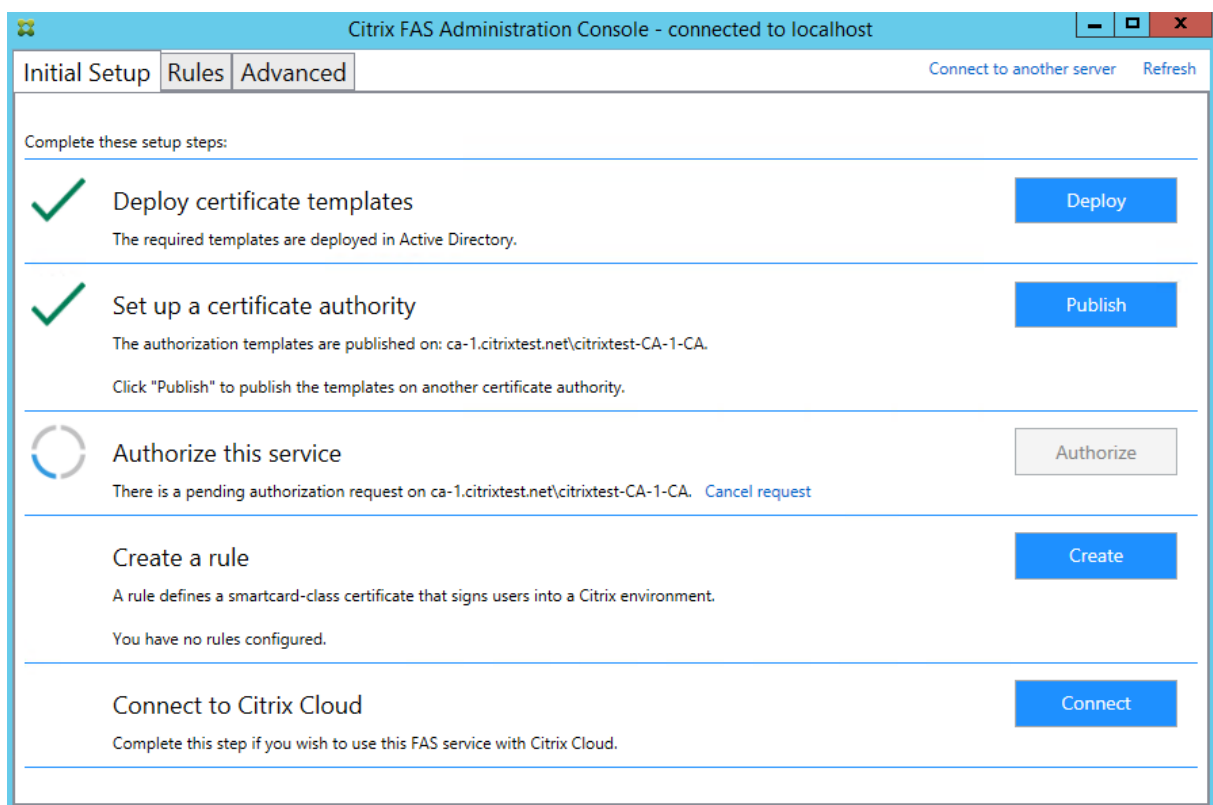 Citrix FAS Administration Console - connected to localhost
Initial Setup Rules Advanced Connect to another server Refresh
Complete these setup steps:
Deploy certificate templates Deploy
The required templates are deployed in Active Directory.
Set up a certificate authority Publish
The authorization templates are published on: ca-1.citrixtest.net\citrixtest-CA-1-CA.
Click "Publish" to publish the templates on another certificate authority.
Authorize this service Authorize
There is a pending authorization request on ca-1.citrixtest.net\citrixtest-CA-1-CA. Cancel request
Create a rule Create
A rule defines a smartcard-class certificate that signs users into a Citrix environment.
You have no rules configured.
Connect to Citrix Cloud Connect
Complete this step if you wish to use this FAS service with Citrix Cloud.